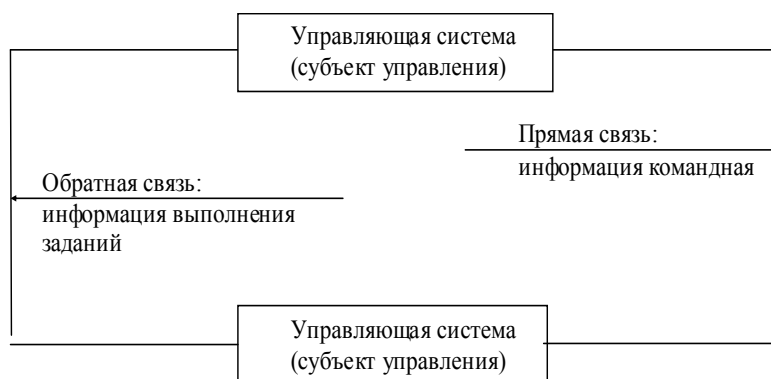 Управляющая система
(субъект управления)
Прямая связь:
информация командная
Обратная связь:
информация выполнения
заданий
Управляющая система
(субъект управления)